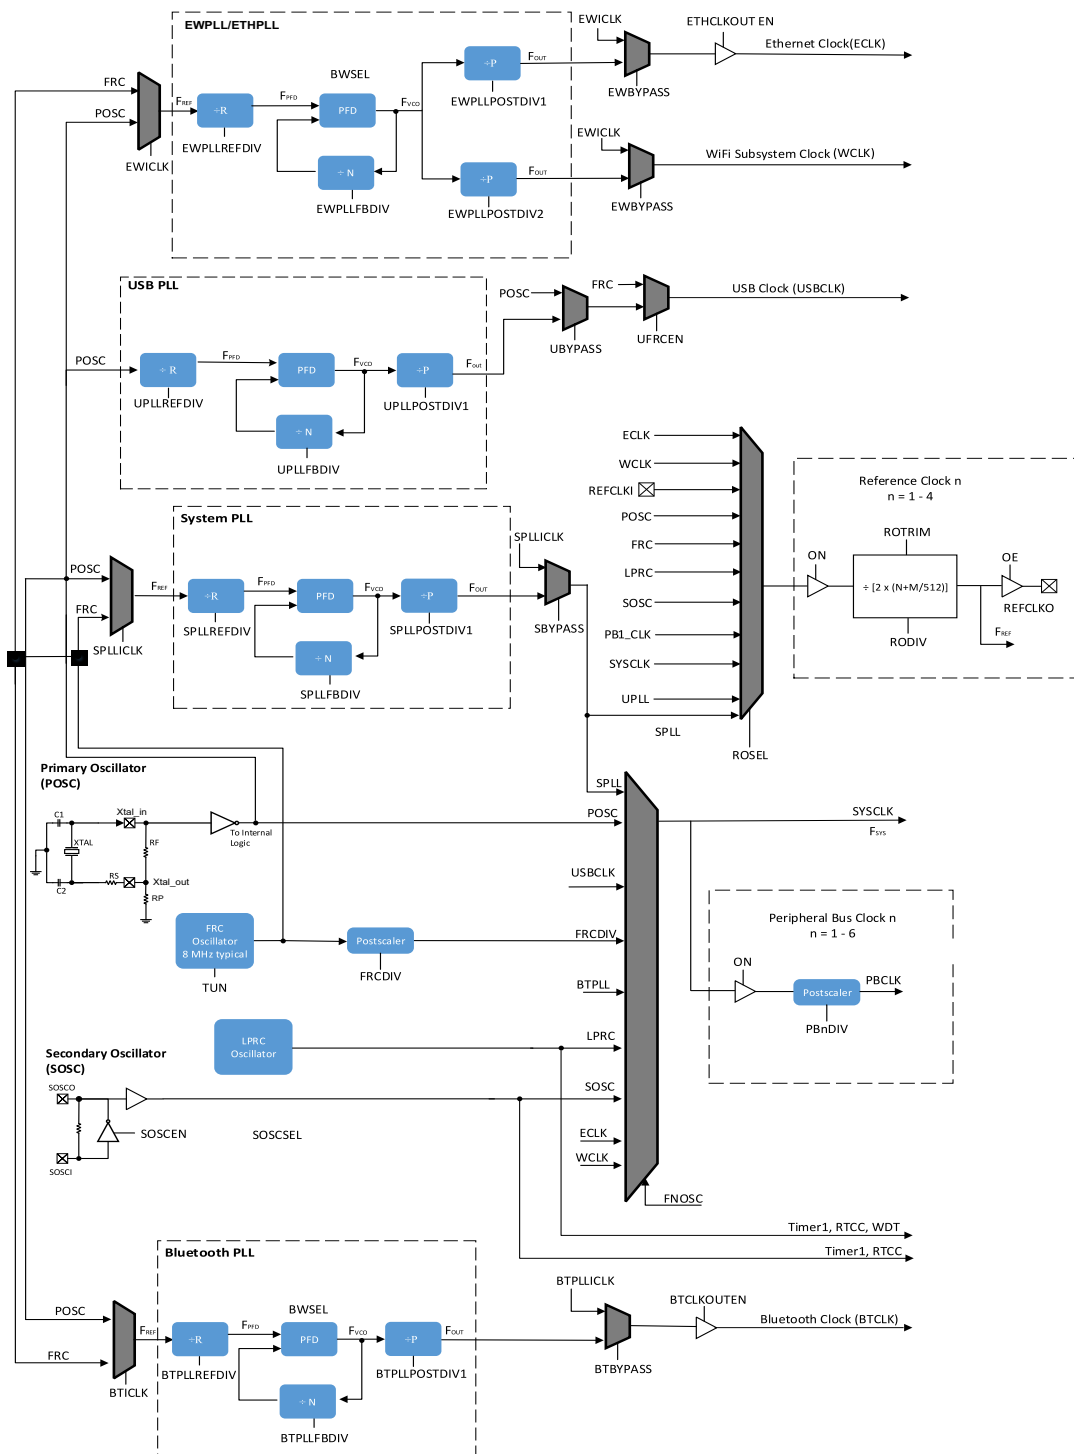 EWPLL/ETHPLL
EWICLK
ETHCLKOUT EN
Ethernet Clock(ECLK)
FRC
POSC
FREF
÷R
FPFD
BWSEL
PFD
FVCO
÷P
FOUT
EWPLLPOSTDIV1
EWBYPASS
EWPLLREFDIV
EWICLK
÷ N
EWPLLFBDIV
÷P
FOUT
EWPLLPOSTDIV2
EWICLK
WiFi Subsystem Clock (WCLK)
EWBYPASS
USB PLL
POSC
÷ R
FPFD
PFD
FVCO
÷P
FOUT
UPLLREFDIV
UPLLPOSTDIV1
÷ N
UPLLFBDIV
POSC
FRC
USB Clock (USBCLK)
UBYPASS
UFRCEN
System PLL
POSC
FRC
FREF
SPLLICLK
÷R
FPFD
PFD
FVCO
÷P
FOUT
SPLLREFDIV
SPLLPOSTDIV1
÷ N
SPLLFBDIV
SPLLICLK
SBYPASS
ECLK
WCLK
REFCLKI
POSC
FRC
LPRC
SOSC
PB1_CLK
SYSCLK
UPLL
SPLL
ROSEL
Reference Clock n
n = 1 - 4
ON
ROTRIM
÷ [2 x (N+M/512)]
RODIV
OE
REFCLKO
FREF
Primary Oscillator
(POSC)
C1
Xtal_in
XTAL
RF
To Internal
Logic
C2
RS
Xtal_out
RP
FRC
Oscillator
8 MHz typical
TUN
Postscaler
FRCDIV
LPRC
Oscillator
Secondary Oscillator
(SOSC)
SOSCO
SOSCEN
SOSCSEL
SOSCI
SPLL
POSC
USBCLK
FRCDIV
BTPLL
LPRC
SOSC
ECLK
WCLK
FNOSC
SYSCLK
FSYS
Peripheral Bus Clock n
n = 1 - 6
ON
Postscaler
PBCLK
PBnDIV
Timer1, RTCC, WDT
Timer1, RTCC
Bluetooth PLL
POSC
FRC
FREF
BTICLK
÷R
FPFD
BWSEL
PFD
FVCO
÷P
FOUT
BTPLLREFDIV
BTPLLPOSTDIV1
÷ N
BTPLLFBDIV
BTPLLICLK
BTBYPASS
BTCLKOUTEN
Bluetooth Clock (BTCLK)